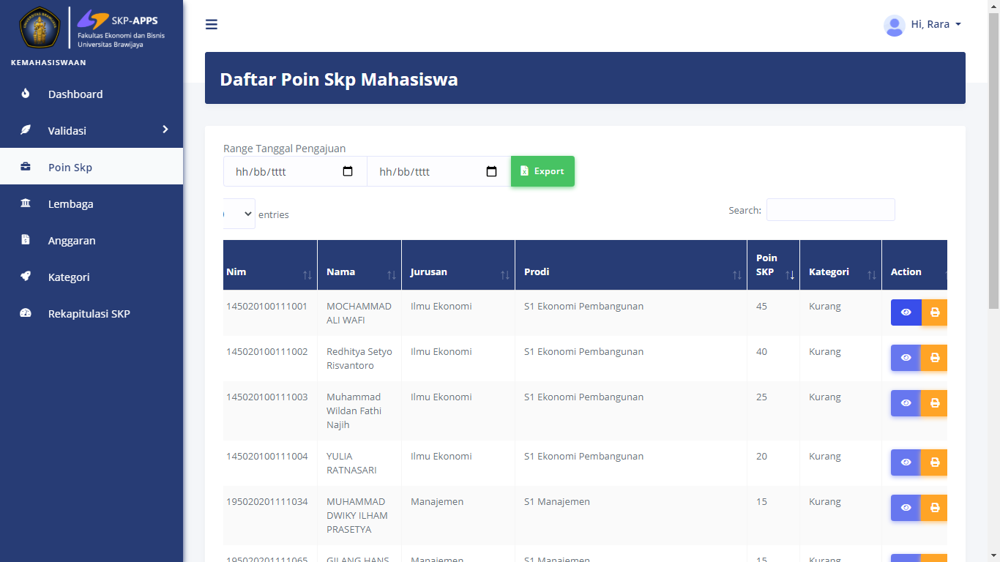 SKP-APPS
Fakultas Ekonomi dan Bisnis
Universitas Brawijaya
KEMAHASISWAAN
Dashboard
Validasi
Poin Skp
Lembaga
Anggaran
Kategori
Rekapitulasi SKP
Hi, Rara
Daftar Poin Skp Mahasiswa
Range Tanggal Pengajuan
hh/bb/tttt hh/bb/tttt Export
entries Search:
Nim Nama Jurusan Prodi Poin SKP Kategori Action
145020100111001 MOCHAMMAD ALI WAFI Ilmu Ekonomi S1 Ekonomi Pembangunan 45 Kurang
145020100111002 Redhitya Setyo Risvantoro Ilmu Ekonomi S1 Ekonomi Pembangunan 40 Kurang
145020100111003 Muhammad Wildan Fathi Najih Ilmu Ekonomi S1 Ekonomi Pembangunan 25 Kurang
145020100111004 YULIA RATNASARI Ilmu Ekonomi S1 Ekonomi Pembangunan 20 Kurang
195020201111034 MUHAMMAD DWIKY ILHAM PRASETYA Manajemen S1 Manajemen 15 Kurang
195020201111065 GILANG HANS Manajemen S1 Manajemen 15 Kurang